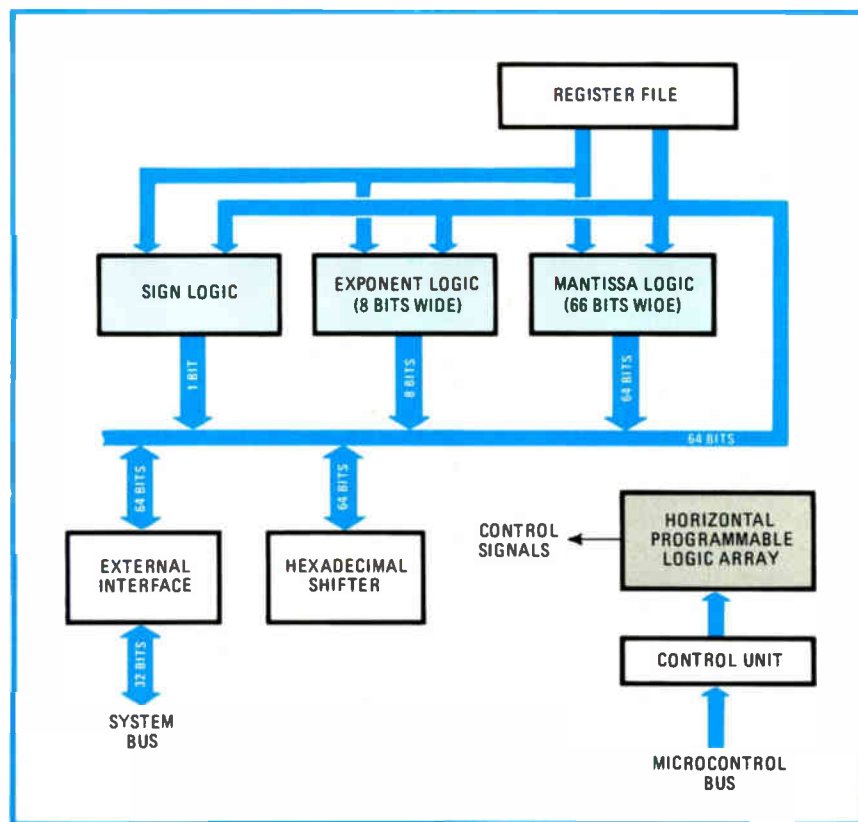 REGISTER FILE
SIGN LOGIC
EXPONENT LOGIC
(8 BITS WIDE)
MANTISSA LOGIC
(66 BITS WIOE)
1 BIT
8 BITS
64 BITS
64 BITS
64 BITS
64 BITS
EXTERNAL
INTERFACE
HEXADECIMAL
SHIFTER
CONTROL
SIGNALS
HORIZONTAL
PROGRAMMABLE
LOGIC ARRAY
32 BITS
CONTROL UNIT
SYSTEM
BUS
MICROCONTROL
BUS